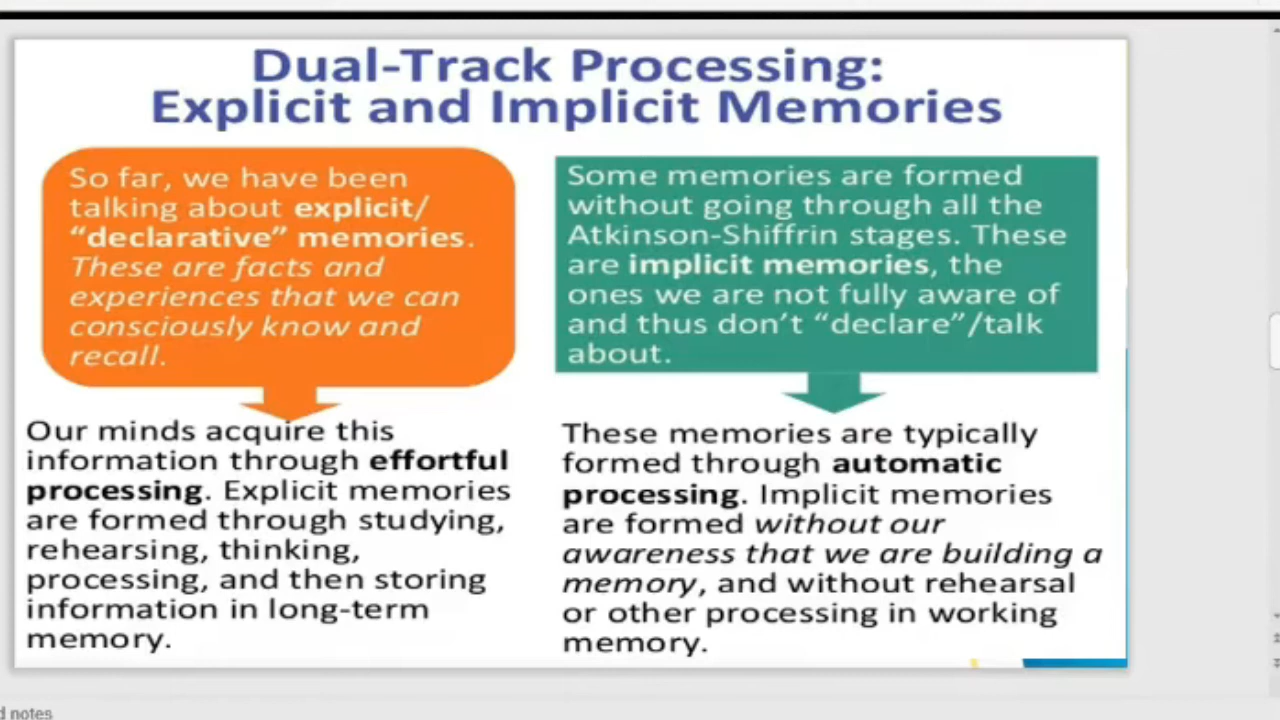 Dual-Track Processing:
Explicit and Implicit Memories
So far, we have been
talking about explicit/
“declarative” memories.
These are facts and
experiences that we can
consciously know and
recall.
Our minds acquire this
information through effortful
processing. Explicit memories
are formed through studying,
rehearsing, thinking,
processing, and then storing
information in long-term
memory.
Some memories are formed
without going through all the
Atkinson-Shiffrin stages. These
are implicit memories, the
ones we are not fully aware of
and thus don’t “declare”/talk
about.
These memories are typically
formed through automatic
processing. Implicit memories
are formed without our
awareness that we are building a
memory, and without rehearsal
or other processing in working
memory.
notes